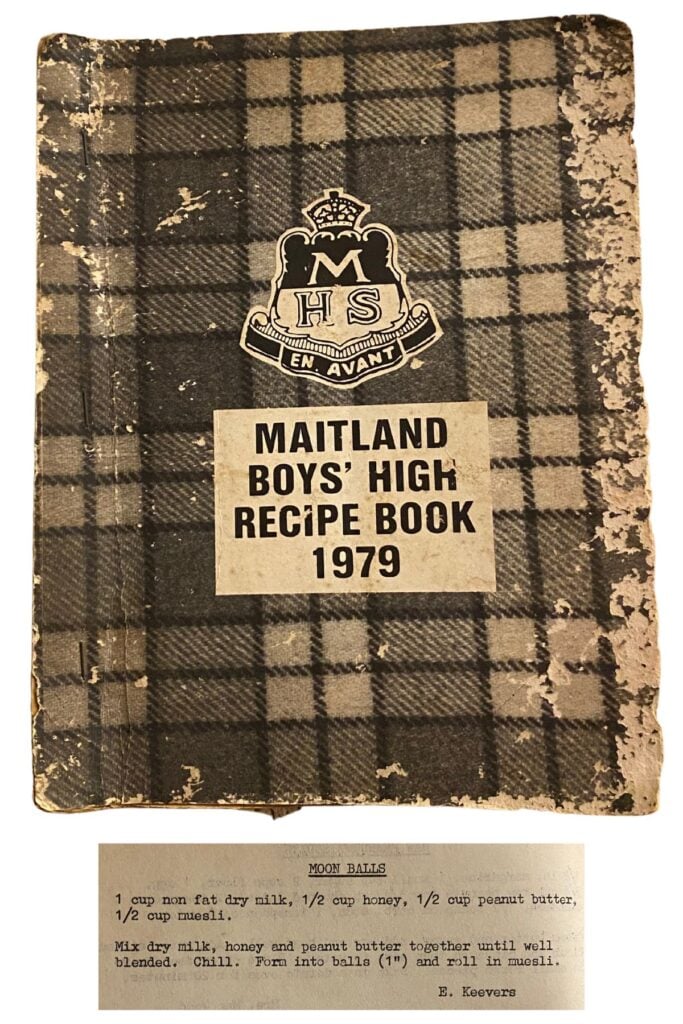 M
HS
EN AVANT
MAITLAND
BOYS' HIGH
RECIPE BOOK
1979
MOON BALLS
1 cup non fat dry milk, 1/2 cup honey, 1/2 cup peanut butter,
1/2 cup muesli.
Mix dry milk, honey and peanut butter together until well
blended. Chill. Form into balls (1") and roll in muesli.
E. Keevers